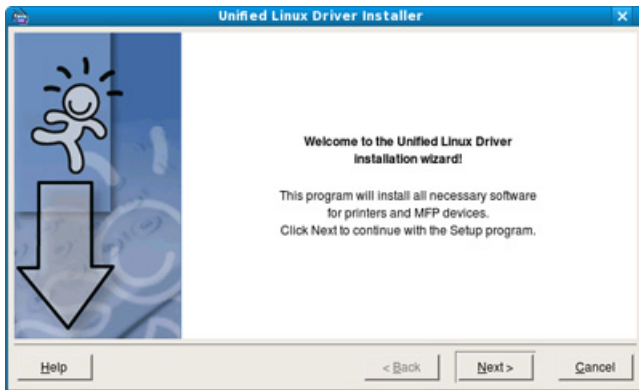 Unified Linux Driver Installer
Welcome to the Unified Linux Driver
installation wizard!
This program will install all necessary software
for printers and MFP devices.
Click Next to continue with the Setup program.
Help
< Back
Next >
Cancel